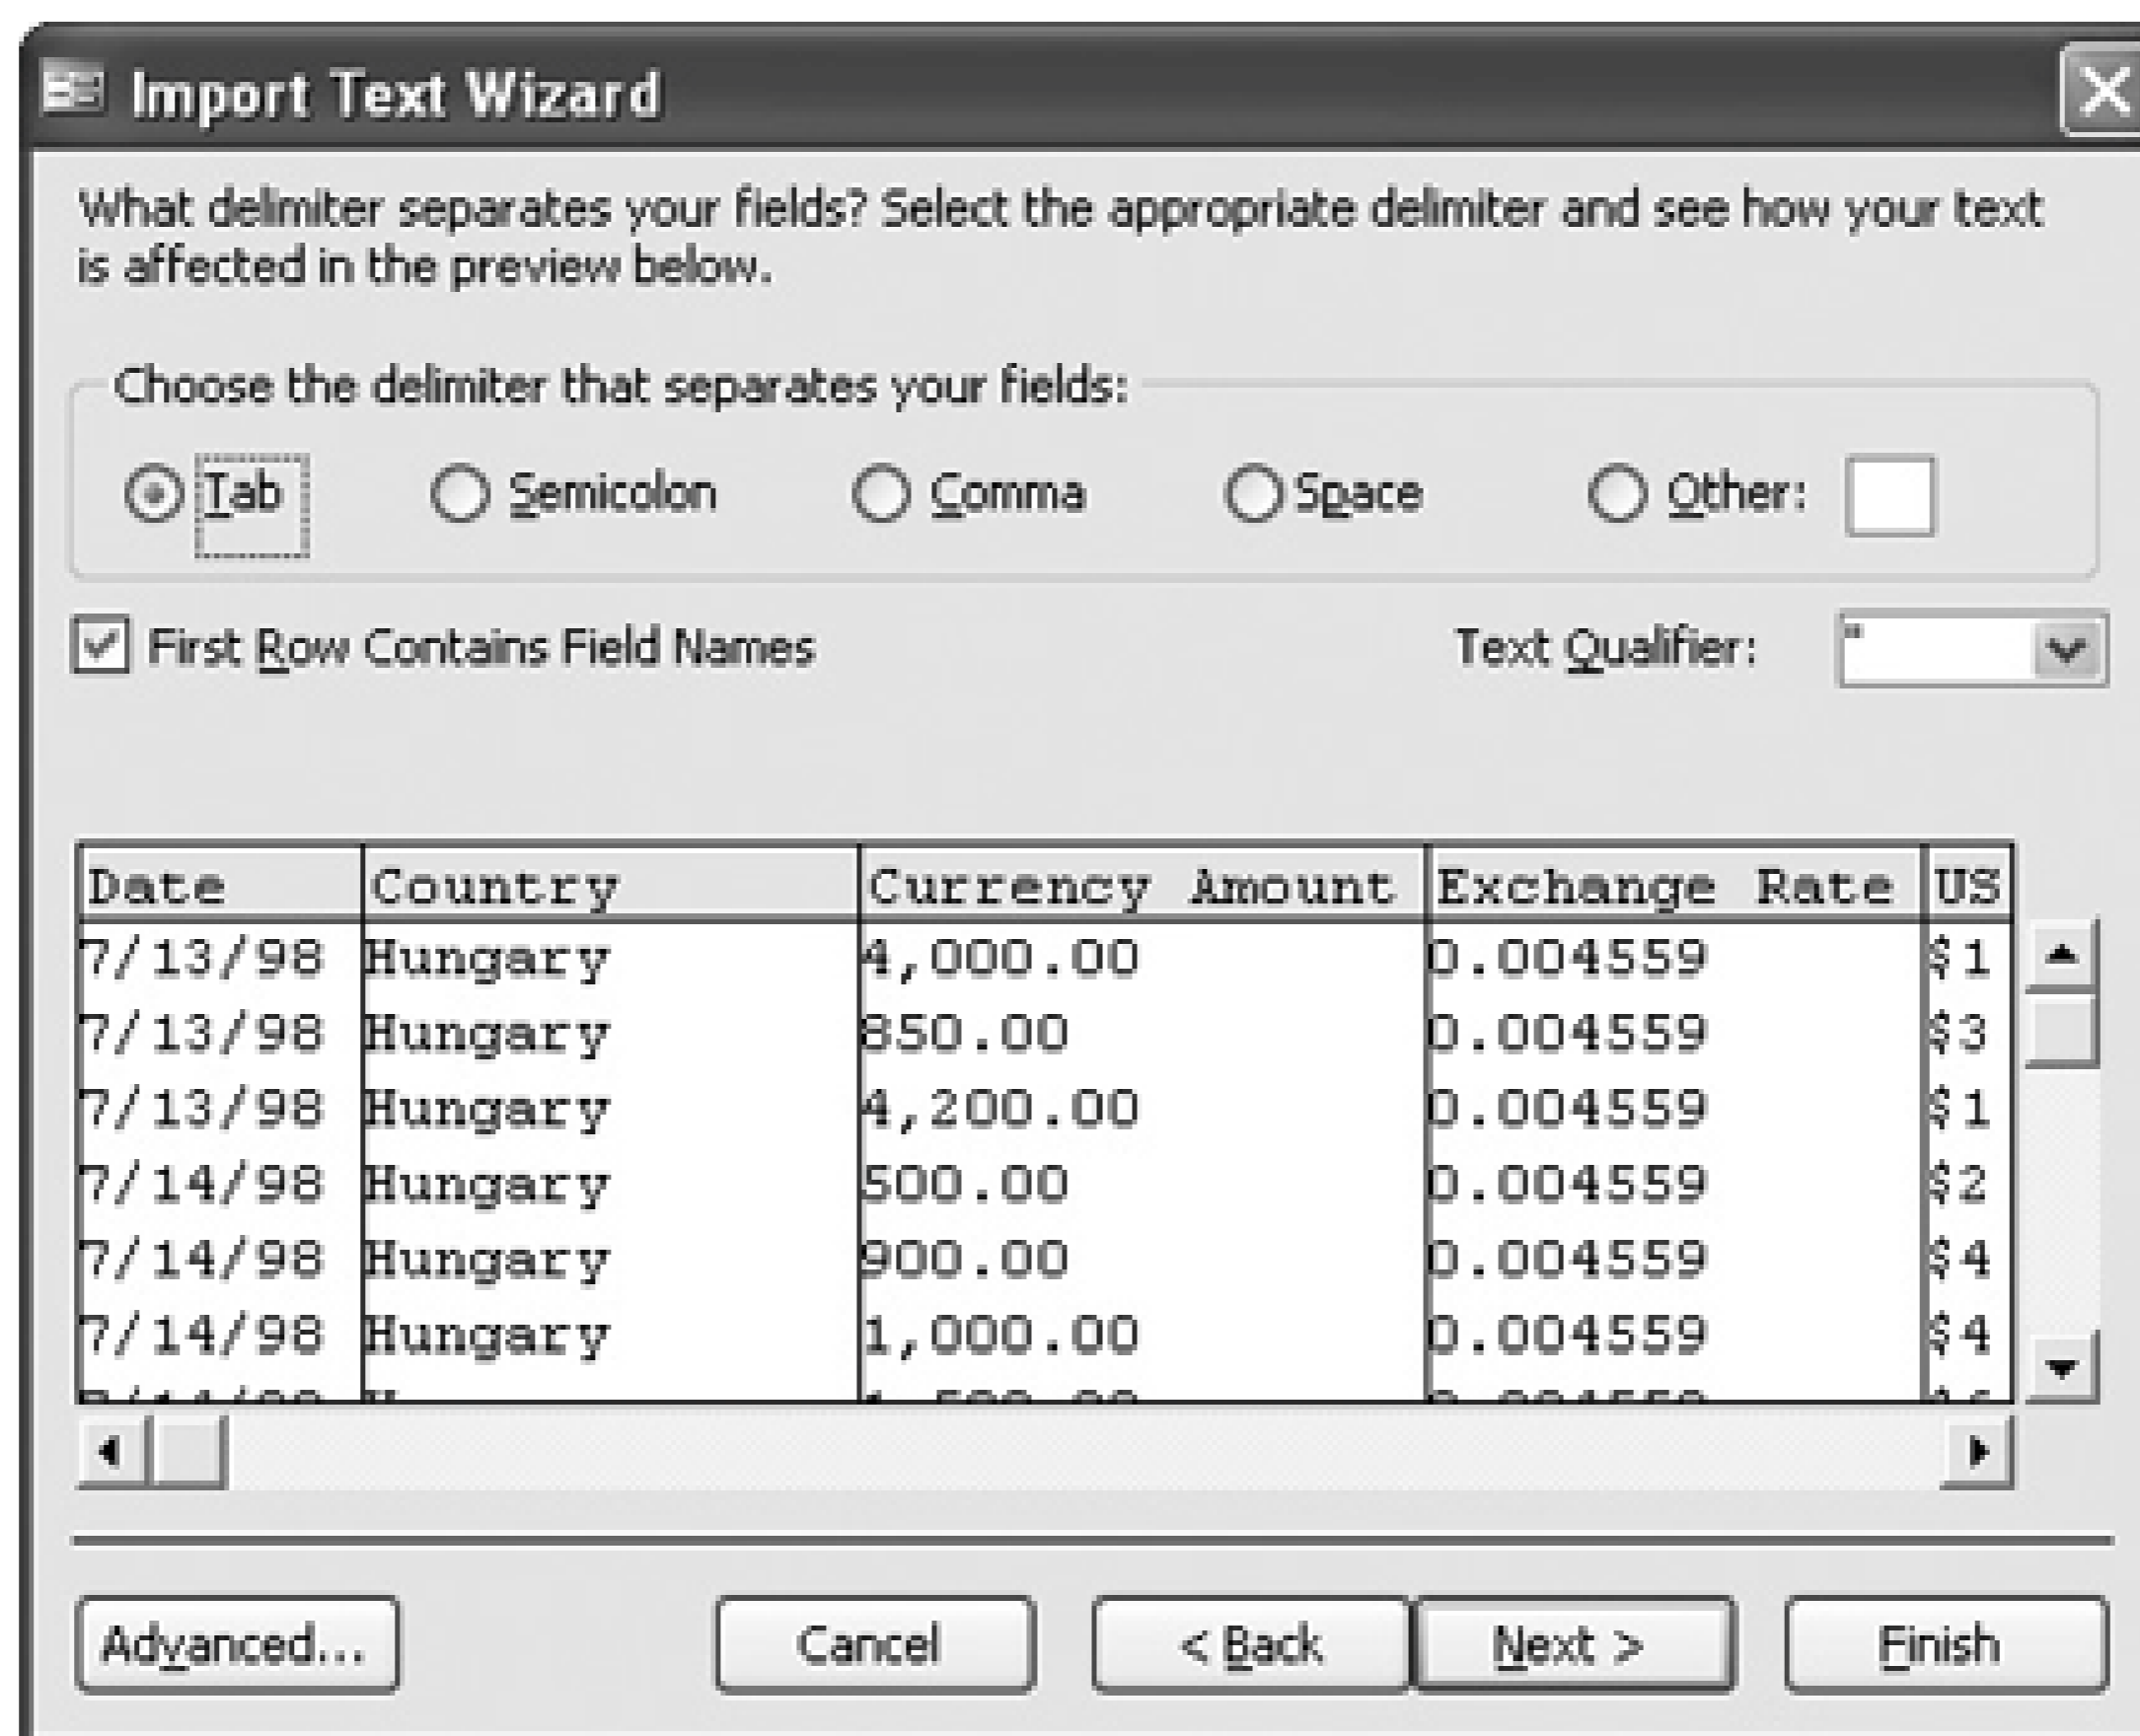 Import Text Wizard
What delimiter separates your fields? Select the appropriate delimiter and see how your text
is affected in the preview below.
Choose the delimiter that separates your fields:
Tab Semicolon Comma Space Other:
First Row Contains Field Names Text Qualifier: "
Date Country Currency Amount Exchange Rate US
7/13/98 Hungary 4,000.00 0.004559 $1
7/13/98 Hungary 850.00 0.004559 $3
7/13/98 Hungary 4,200.00 0.004559 $1
7/14/98 Hungary 500.00 0.004559 $2
7/14/98 Hungary 900.00 0.004559 $4
7/14/98 Hungary 1,000.00 0.004559 $4
Advanced... Cancel < Back Next > Finish